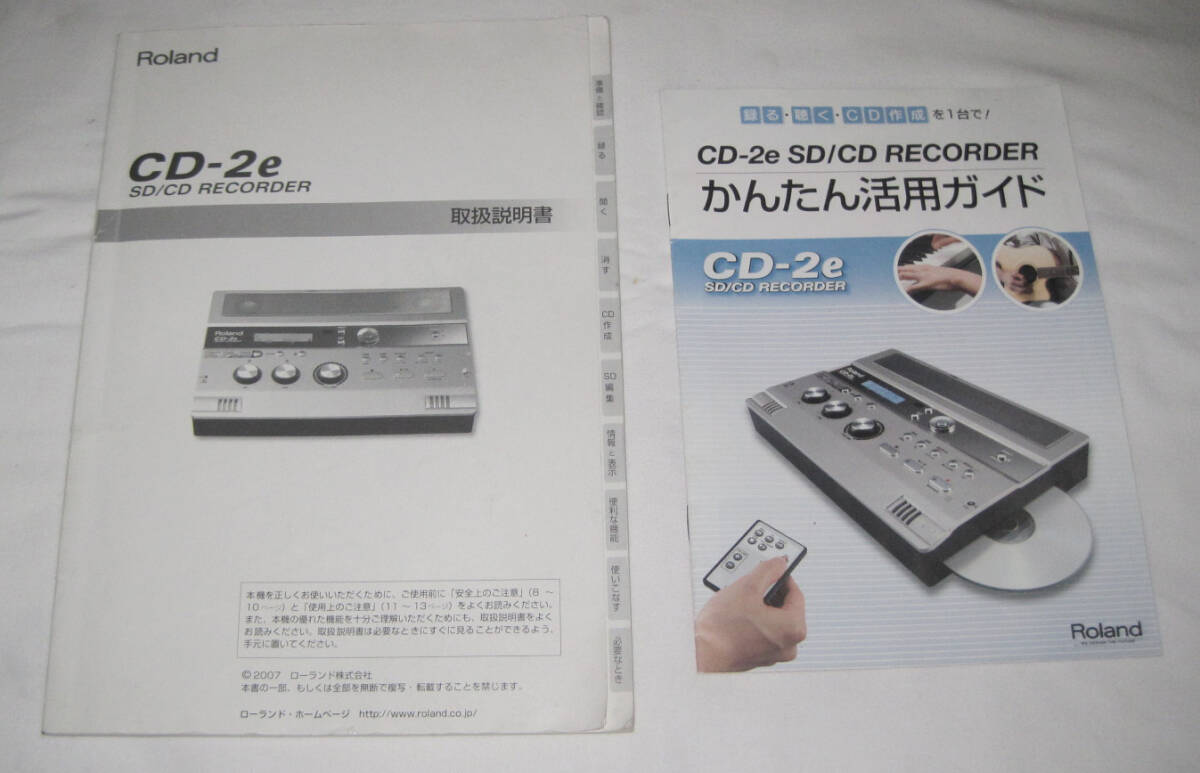 Roland
CD-2e
SD/CD RECORDER
取扱説明書
Roland
CD-2e
本機を正しくお使いいただくために、ご使用前に「安全上のご注意」(8 ～
10ページ)と「使用上のご注意」(11 ～ 13ページ)をよくお読みください。
また、本機の優れた機能を十分ご理解いただくためにも、取扱説明書をよく
お読みください。取扱説明書は必要なときにすぐに見ることができるよう、
手元に置いてください。
©2007 ローランド株式会社
本書の一部、もしくは全部を無断で複写・転載することを禁じます。
ローランド・ホームページ http://www.roland.co.jp/
準備と確認
録る
聞く
消す
CD作成
SD編集
情報と表示
便利な機能
使いこなす
必要なとき
録る・聴く・CD作成を1台で!
CD-2e SD/CD RECORDER
かんたん活用ガイド
CD-2e
SD/CD RECORDER
Roland
CD-2e
Roland